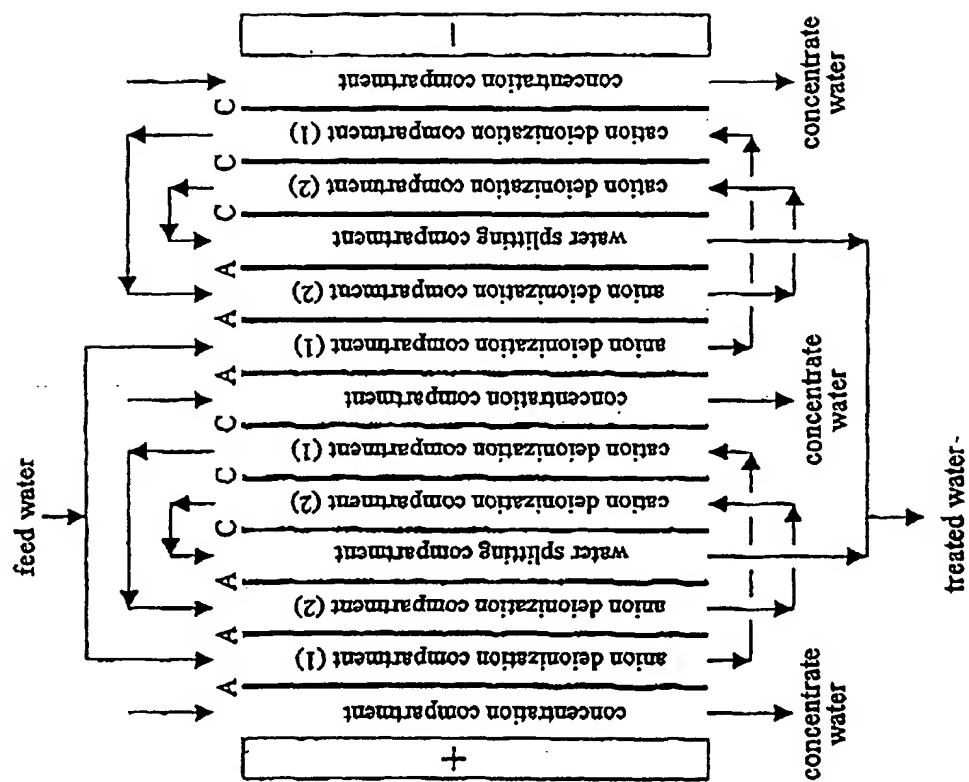 feed water
+
concentration compartment
A
anion deionization compartment (1)
A
anion deionization compartment (2)
A
water splitting compartment
C
cation deionization compartment (2)
C
cation deionization compartment (1)
C
concentration compartment
A
anion deionization compartment (1)
A
anion deionization compartment (2)
A
water splitting compartment
C
cation deionization compartment (2)
C
cation deionization compartment (1)
C
concentration compartment
−
concentrate
water
concentrate
water
concentrate
water
treated water-